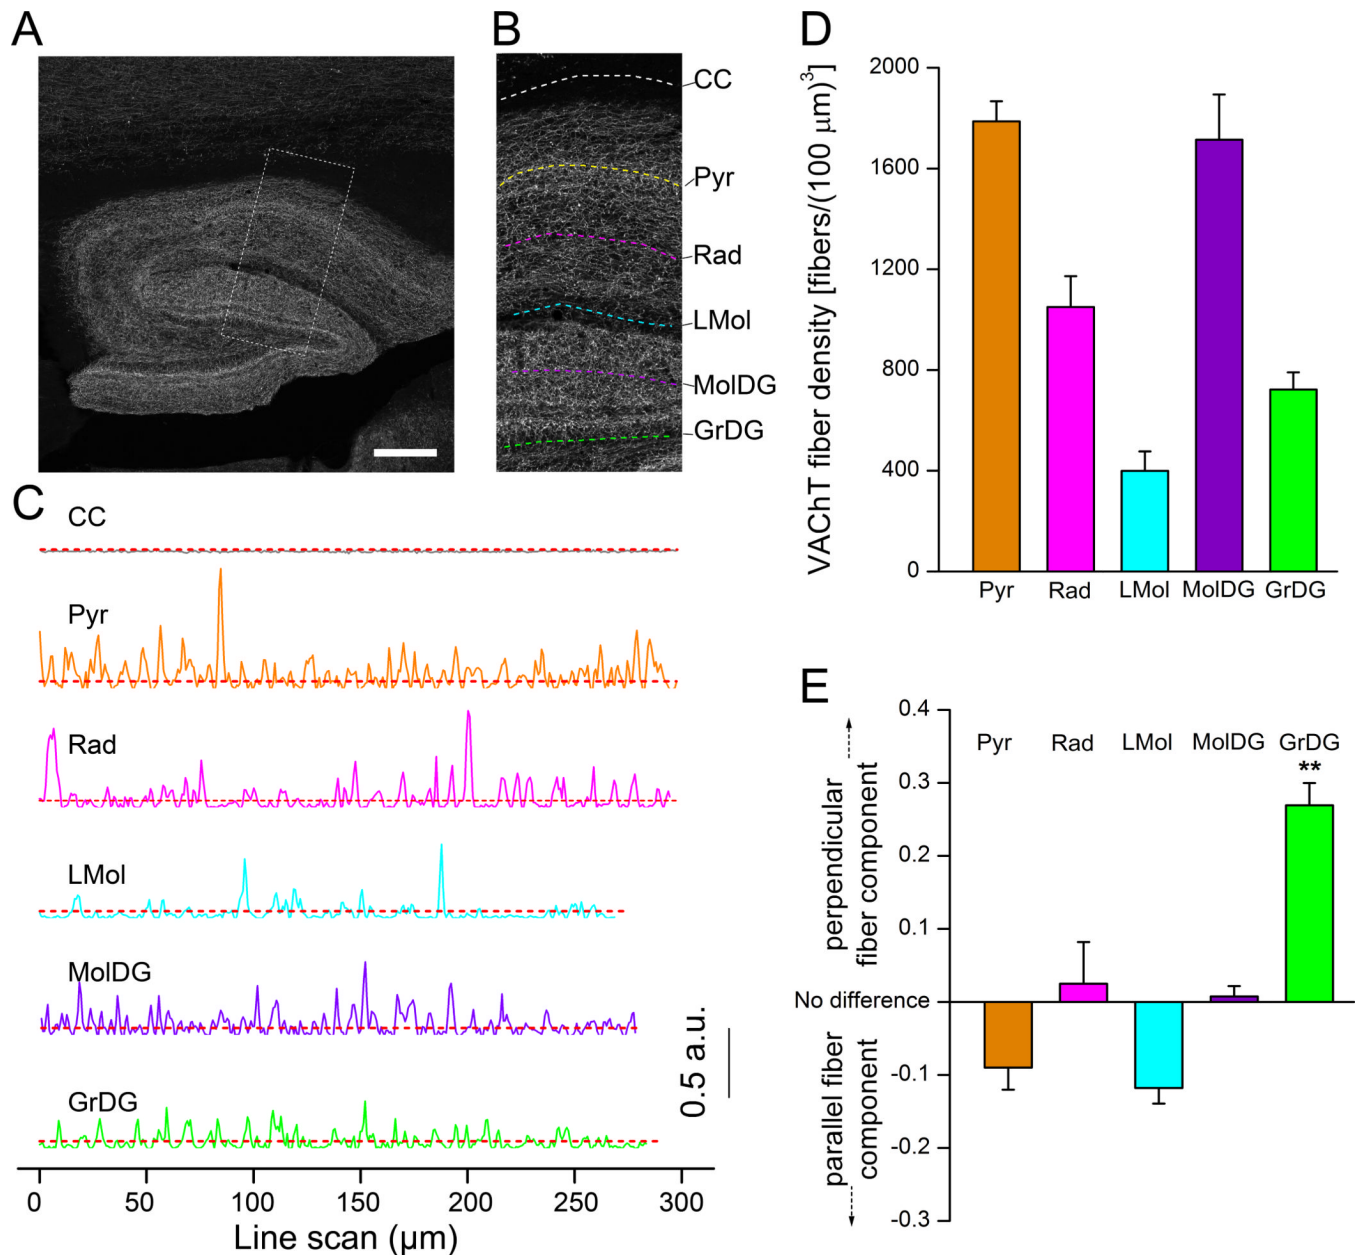 A
B
CC
Pyr
Rad
LMol
MolDG
GrDG
C
CC
Pyr
Rad
LMol
MolDG
GrDG
0.5 a.u.
0 50 100 150 200 250 300
Line scan (μm)
D
VAChT fiber density [fibers/(100 μm)³]
2000
1600
1200
800
400
0
Pyr Rad LMol MolDG GrDG
E
perpendicular
fiber component
parallel fiber
component
0.4
Pyr Rad LMol MolDG GrDG
**
0.3
0.2
0.1
No difference
-0.1
-0.2
-0.3